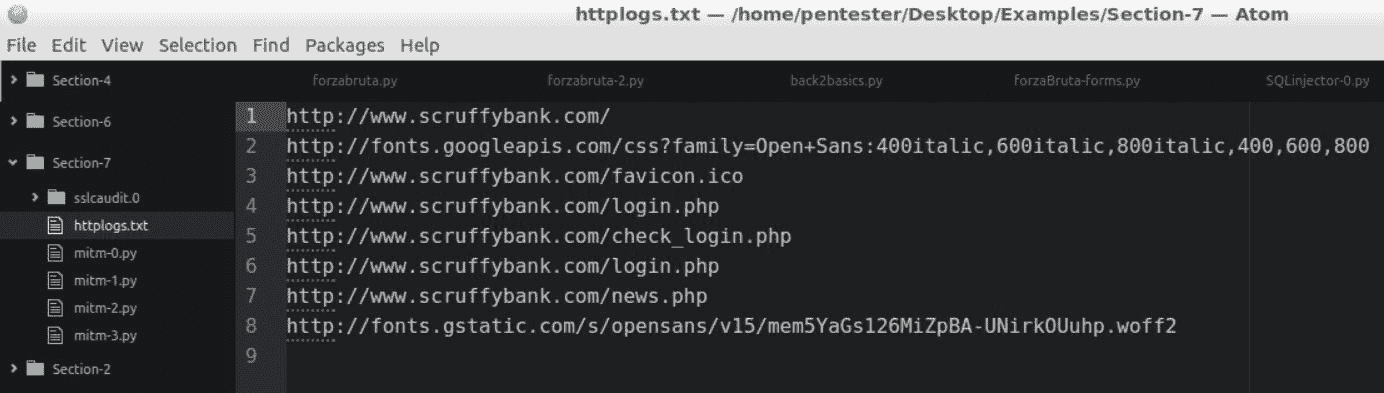 httplogs.txt — /home/pentester/Desktop/Examples/Section-7 — Atom
File Edit View Selection Find Packages Help
Section-4
Section-6
Section-7
sslcaudit.0
httplogs.txt
mitm-0.py
mitm-1.py
mitm-2.py
mitm-3.py
Section-2
forzabruta.py forzabruta-2.py back2basics.py forzaBruta-forms.py SQLinjector-0.py
1 http://www.scruffybank.com/
2 http://fonts.googleapis.com/css?family=Open+Sans:400italic,600italic,800italic,400,600,800
3 http://www.scruffybank.com/favicon.ico
4 http://www.scruffybank.com/login.php
5 http://www.scruffybank.com/check_login.php
6 http://www.scruffybank.com/login.php
7 http://www.scruffybank.com/news.php
8 http://fonts.gstatic.com/s/opensans/v15/mem5YaGs126MiZpBA-UNirkOUuhp.woff2
9